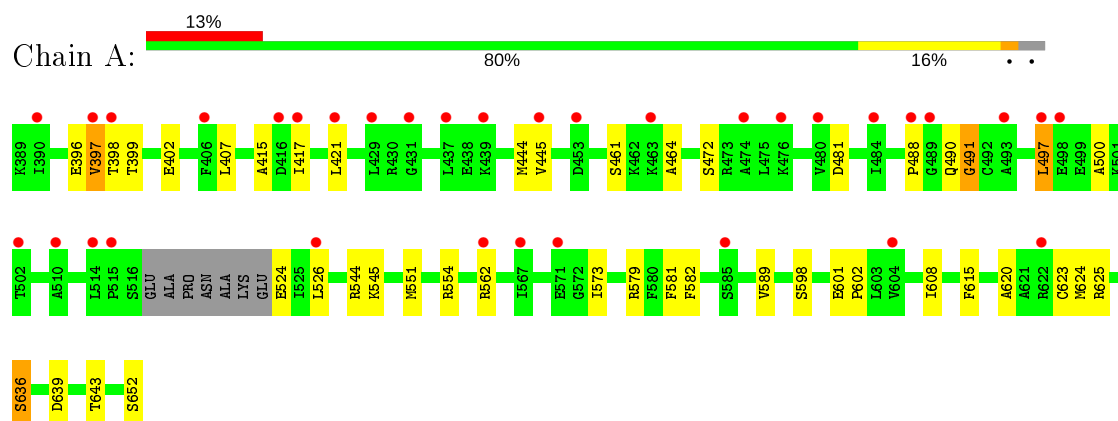 13%
Chain A:
80% 16% • •
K389 I390 E396 V397 T398 T399 E402 F406 L407 A415 D416 I417 L421 L429 R430 G431 L437 E438 K439 M444 V445 D453 S461 K462 K463 A464 S472 R473 A474 L475 K476 V480 D481 I484 P488 G489 Q490 G491 C492 A493 L497 E498 E499 A500 K501
T502 A510 L514 P515 S516 GLU ALA PRO ASN ALA LYS GLU E524 I525 L526 R544 K545 M551 R554 R562 I567 E571 G572 I573 R579 F580 F581 F582 S585 V589 S598 E601 P602 L603 V604 I608 F615 A620 A621 R622 C623 M624 R625
S636 D639 T643 S652